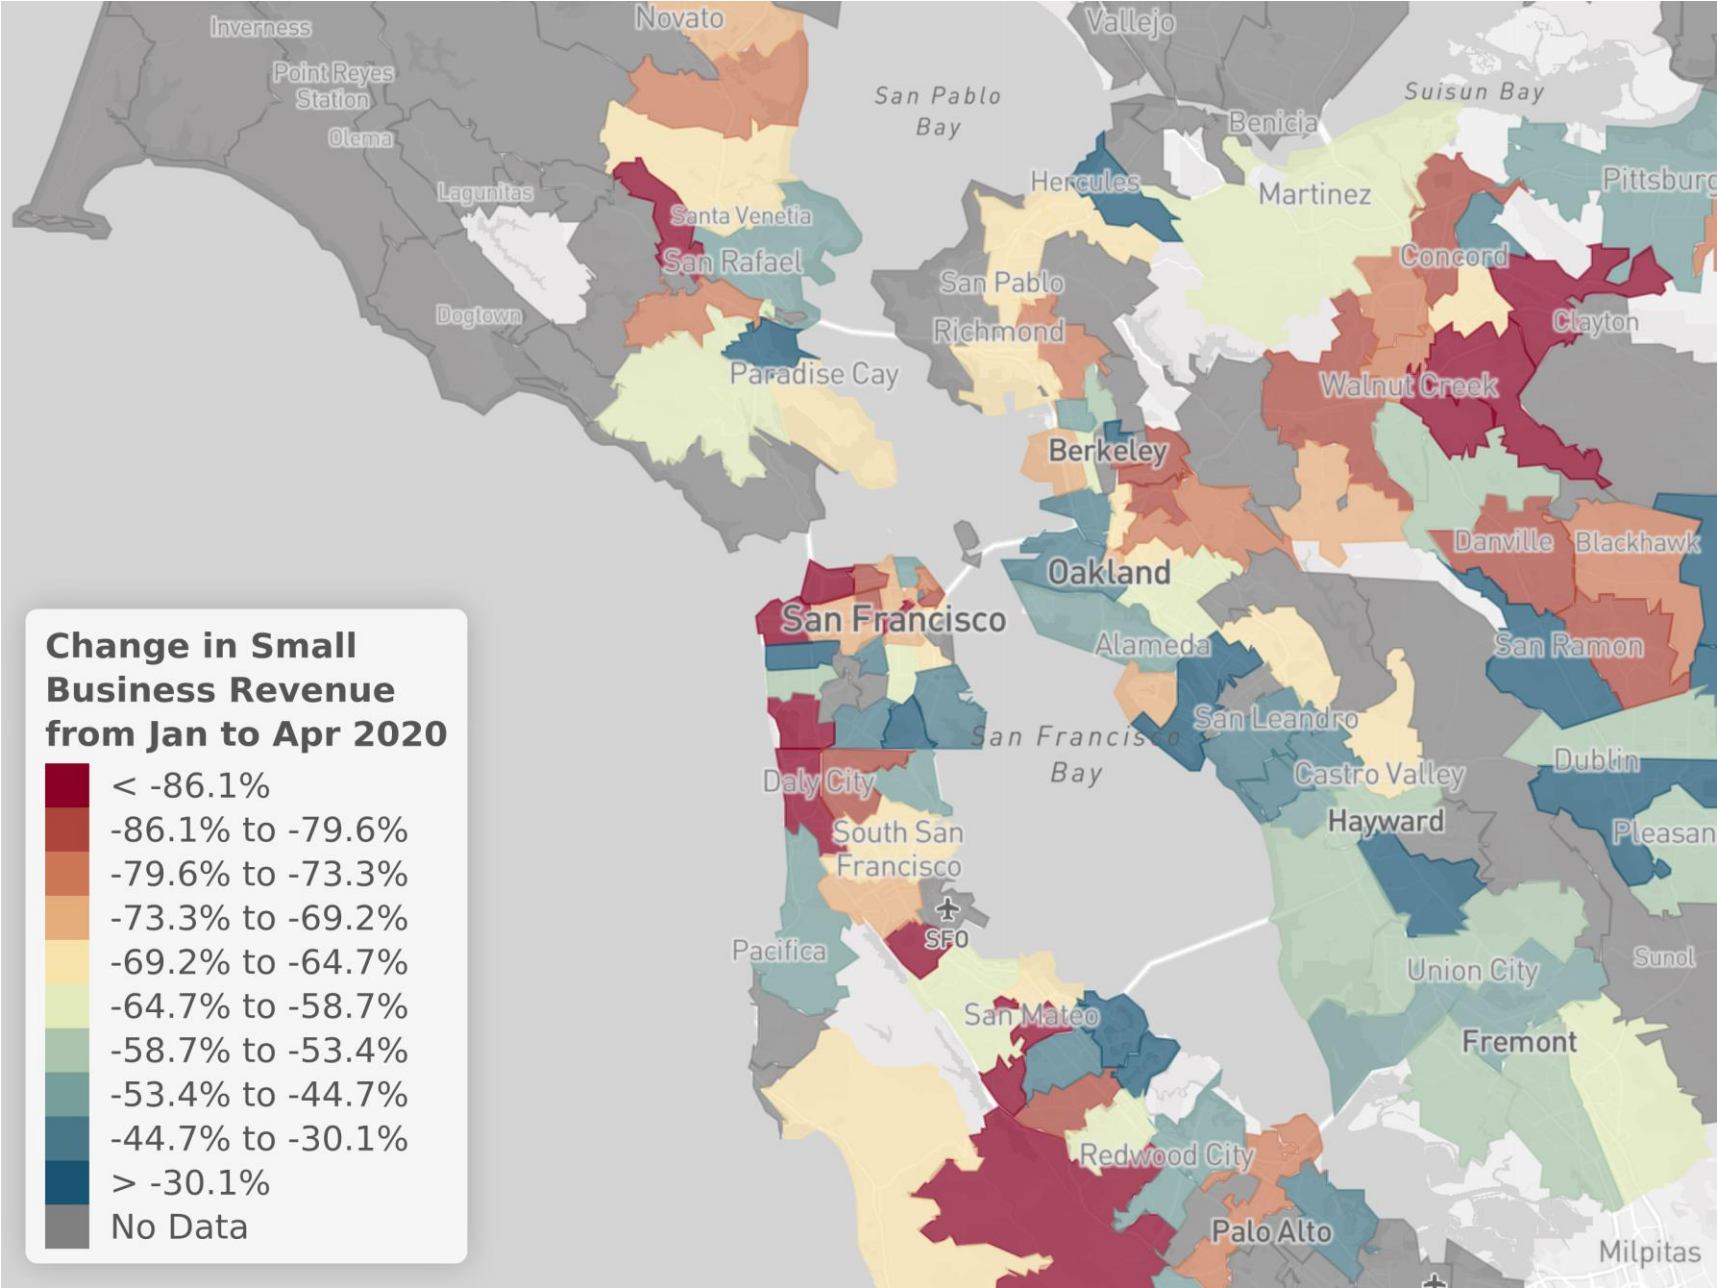 Inverness
Novato
Vallejo
Point Reyes
Station
San Pablo
Bay
Suisun Bay
Olema
Benicia
Lagunitas
Hercules
Martinez
Pittsburg
Santa Venetia
San Rafael
Concord
San Pablo
Dogtown
Richmond
Clayton
Paradise Cay
Walnut Creek
Berkeley
Danville
Blackhawk
Oakland
San Francisco
Alameda
San Ramon
San Leandro
San Francisco
Bay
Dublin
Daly City
Castro Valley
Hayward
Pleasan
South San
Francisco
SFO
Pacifica
Union City
Sunol
San Mateo
Fremont
Redwood City
Palo Alto
Milpitas
Change in Small
Business Revenue
from Jan to Apr 2020
< -86.1%
-86.1% to -79.6%
-79.6% to -73.3%
-73.3% to -69.2%
-69.2% to -64.7%
-64.7% to -58.7%
-58.7% to -53.4%
-53.4% to -44.7%
-44.7% to -30.1%
> -30.1%
No Data